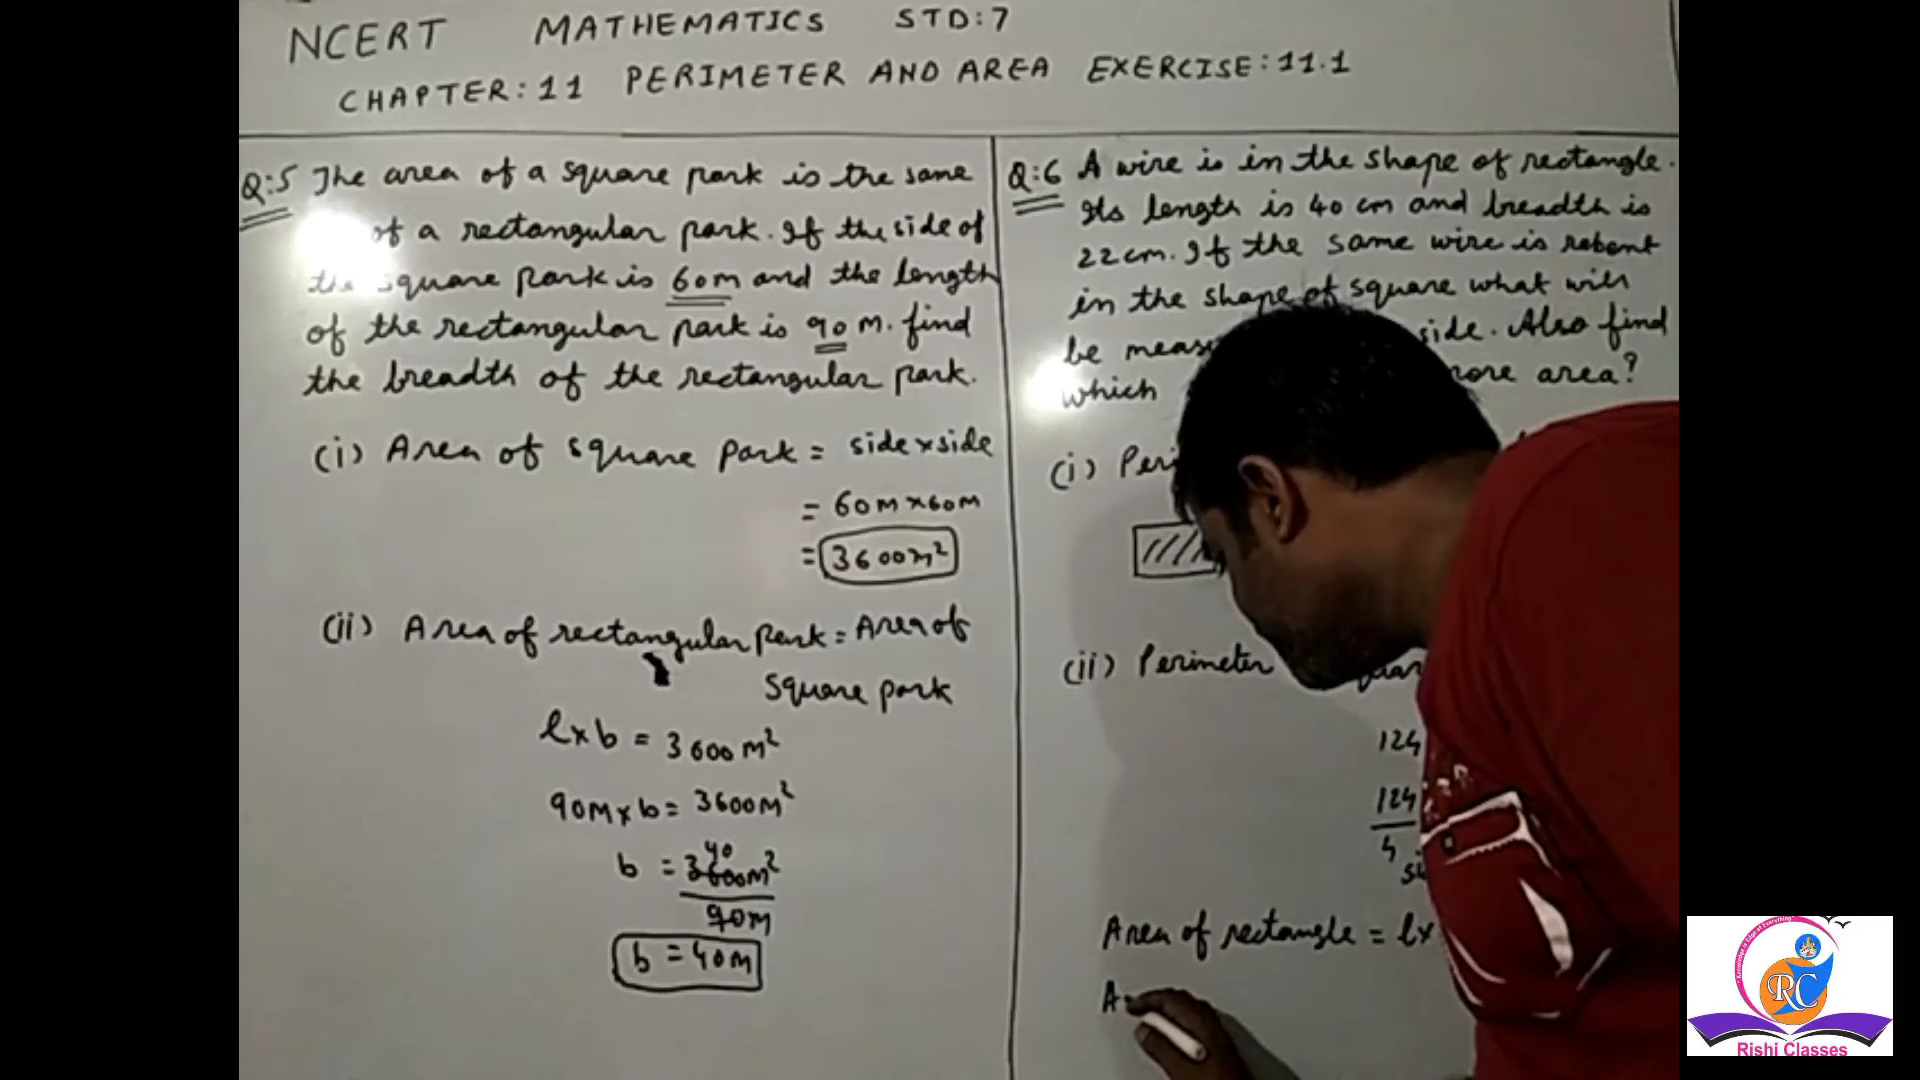 NCERT MATHEMATICS STD:7
CHAPTER:11 PERIMETER AND AREA EXERCISE:11.1
Q:5 The area of a square park is the same
of a rectangular park. If the side of
the square park is 60m and the length
of the rectangular park is 90 m. find
the breadth of the rectangular park.
(i) Area of square Park = side×side
= 60m×60m
= 3600m²
(ii) Area of rectangular park = Area of
Square park
l×b = 3600m²
90m×b = 3600m²
40
b = 3600m²
90m
b = 40m
Q:6 A wire is in the shape of rectangle.
Its length is 40 cm and breadth is
22cm. If the same wire is rebent
in the shape of square what will
be side. Also find
which more area?
(i)
(ii) Perimeter
124
124
4
Area of rectangle = l×
A
RC
Rishi Classes